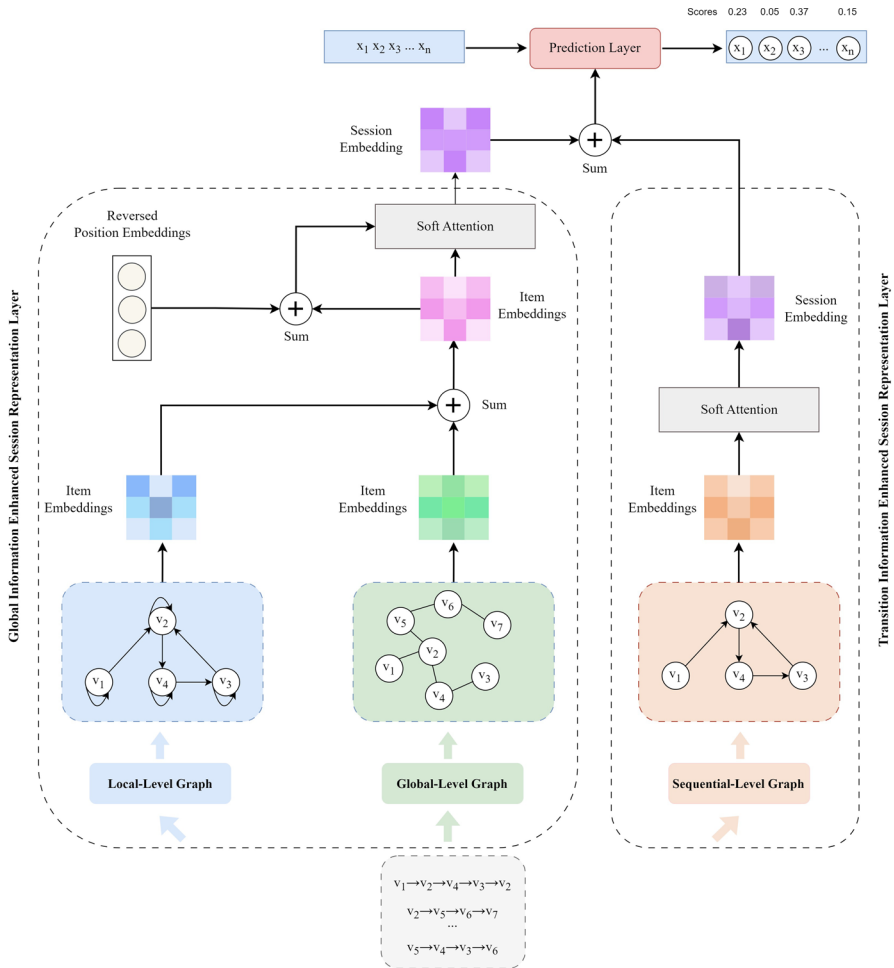 Scores 0.23 0.05 0.37 0.15
x₁ x₂ x₃ ... xₙ
Prediction Layer
x₁ x₂ x₃ ... xₙ
Session
Embedding
Sum
Reversed
Position Embeddings
Soft Attention
Item
Embeddings
Sum
Session
Embedding
Sum
Soft Attention
Item
Embeddings
Item
Embeddings
Item
Embeddings
Global Information Enhanced Session Representation Layer
Transition Information Enhanced Session Representation Layer
v₂
v₁ v₄ v₃
v₆
v₅ v₇
v₂
v₁ v₃
v₄
v₂
v₁ v₄ v₃
Local-Level Graph
Global-Level Graph
Sequential-Level Graph
v₁→v₂→v₄→v₃→v₂
v₂→v₅→v₆→v₇
...
v₅→v₄→v₃→v₆